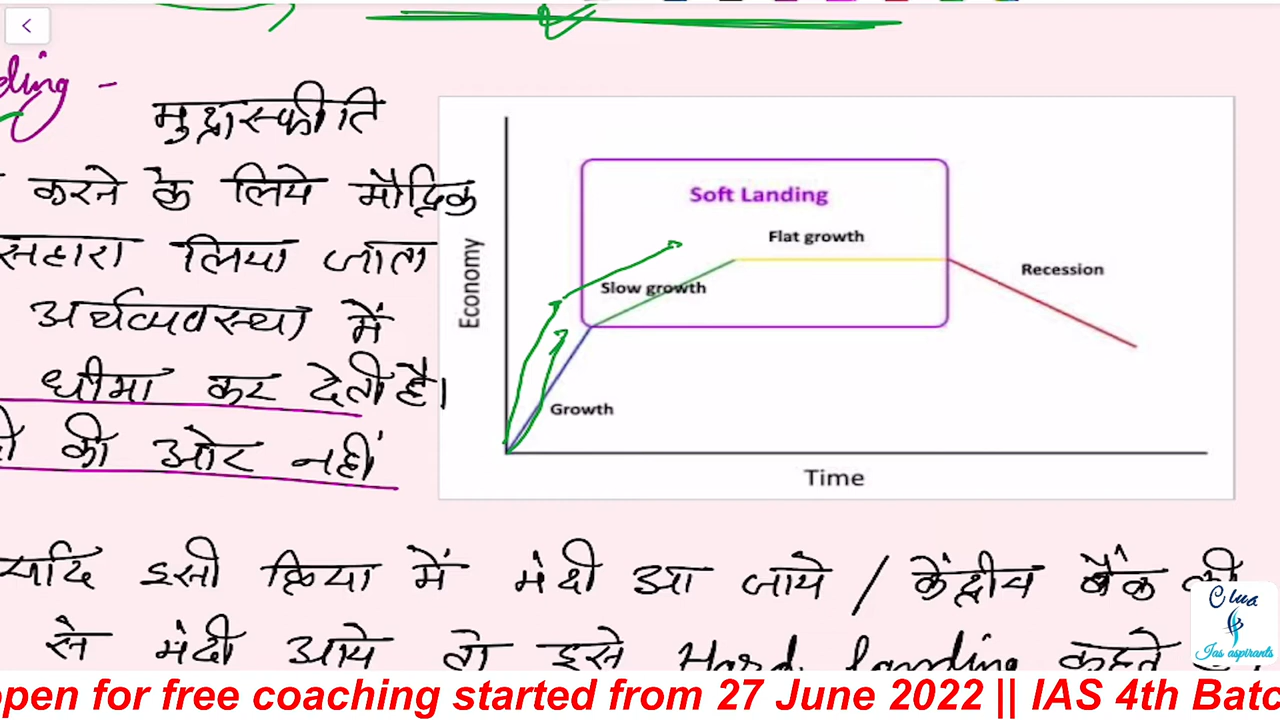 मुद्रास्फीति
करने के लिये मौद्रिक
सहारा लिया जाता
अर्थव्यवस्था में
धीमा कर देती है।
की ओर नहीं
Soft Landing
Flat growth
Slow growth
Recession
Growth
Economy
Time
यदि इसी क्रिया में मंदी आ जाये / केंद्रीय बैंक की
से मंदी आये तो इसे Hard landing कहते
Clue
Ias aspirants
open for free coaching started from 27 June 2022 || IAS 4th Batc